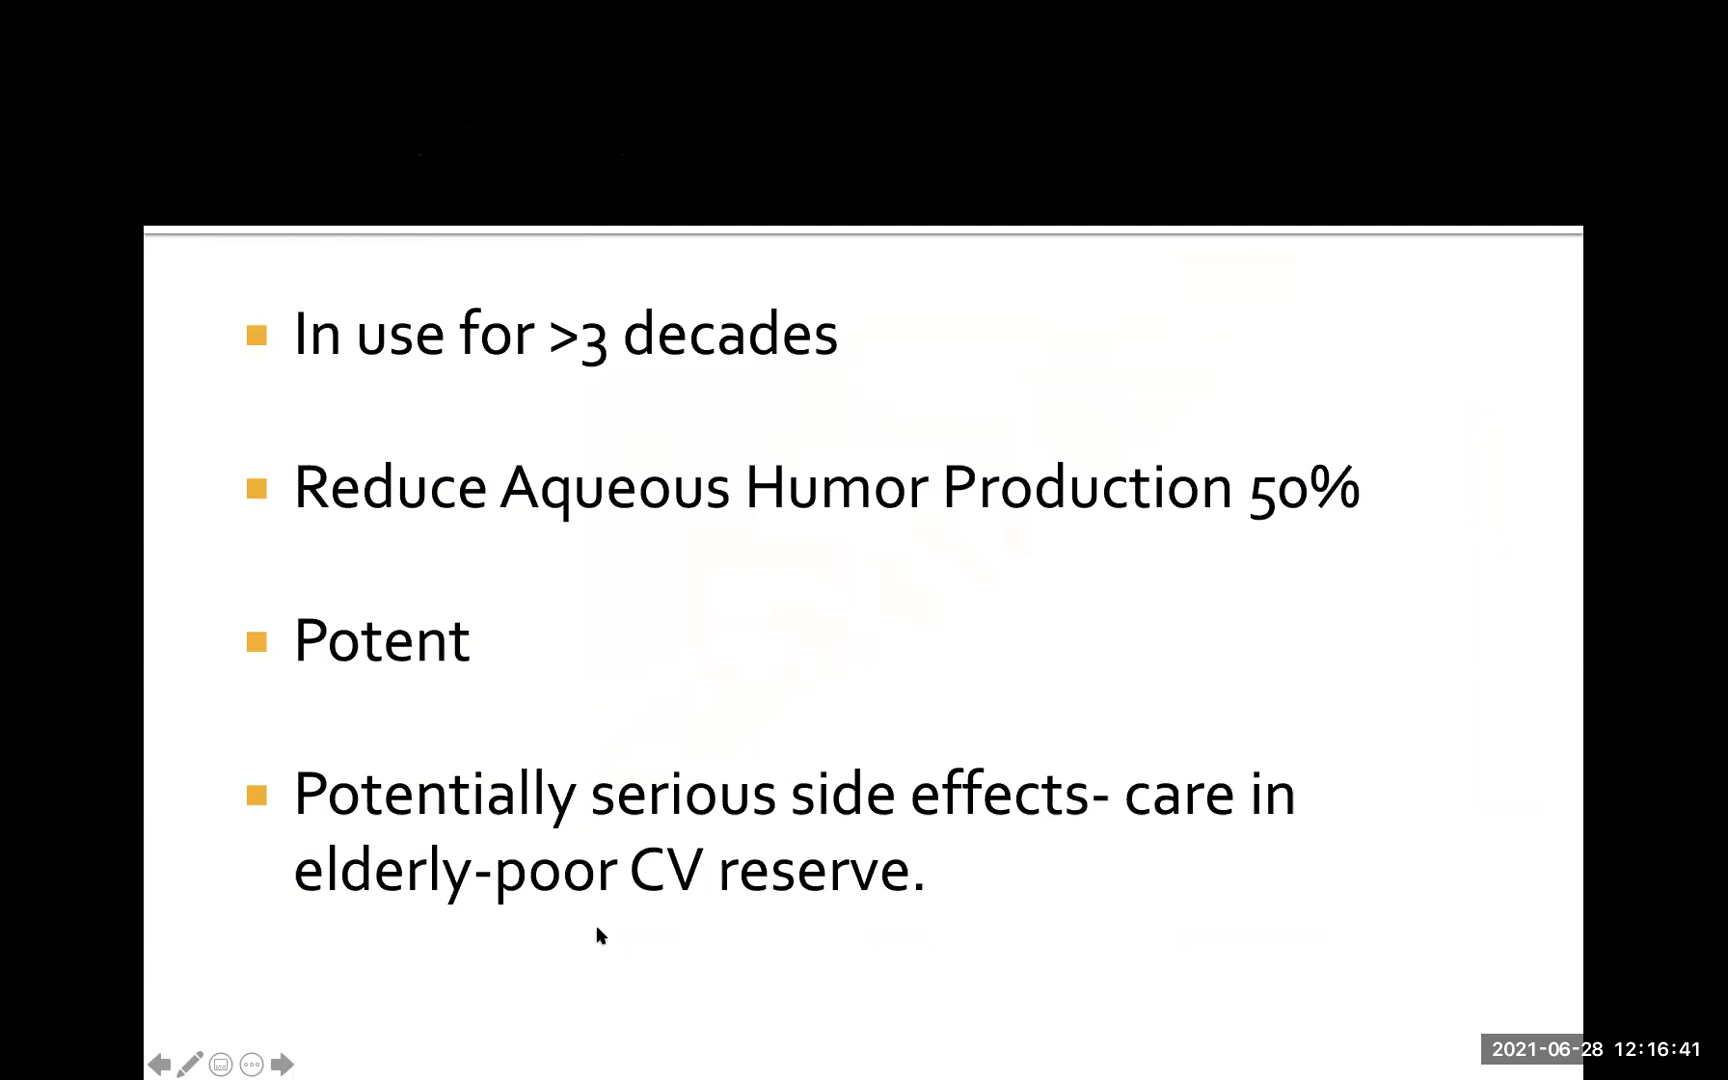 In use for >3 decades
Reduce Aqueous Humor Production 50%
Potent
Potentially serious side effects- care in
elderly-poor CV reserve.
2021-06-28 12:16:41